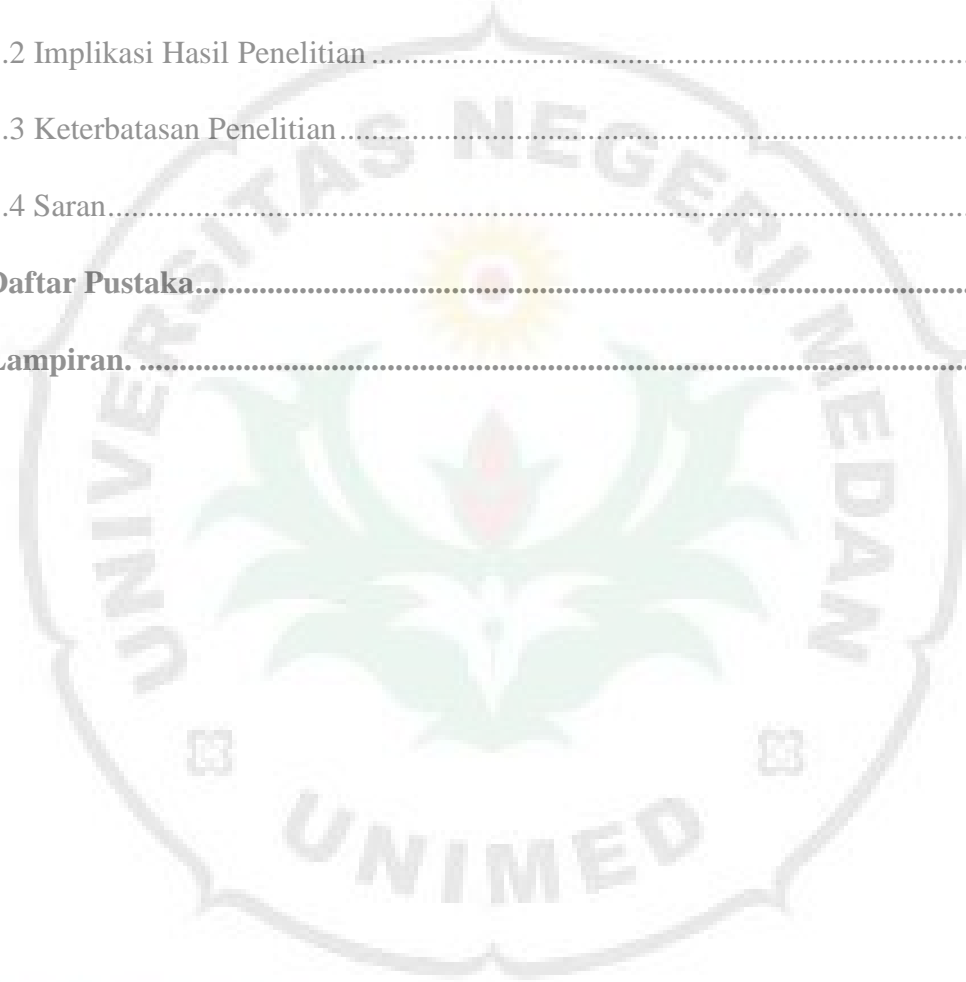 .2 Implikasi Hasil Penelitian ........................................................................
.3 Keterbatasan Penelitian ........................................................................
.4 Saran ........................................................................
Daftar Pustaka ........................................................................
Lampiran. ........................................................................
UNIVERSITAS NEGERI MEDAN
UNIMED